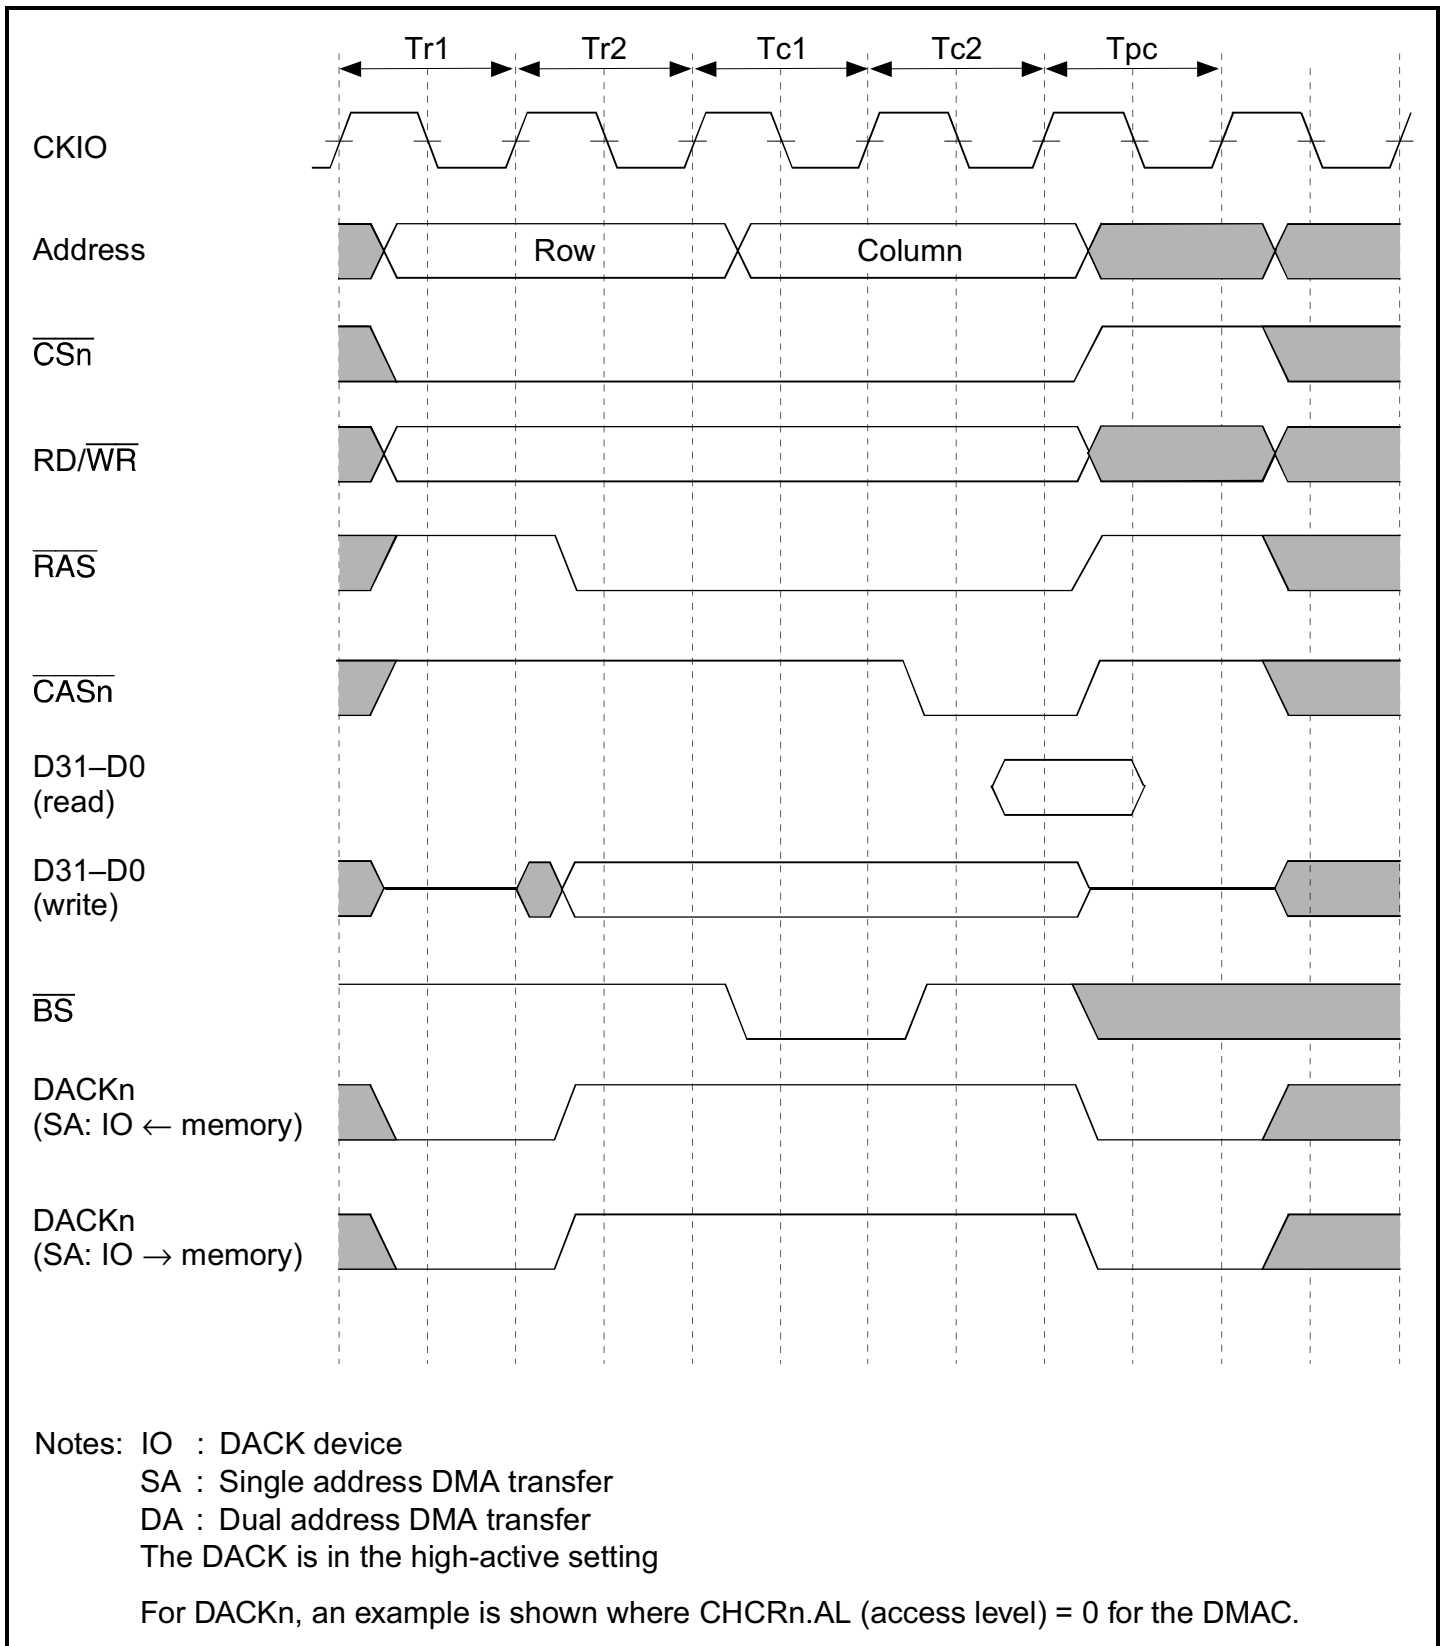 Tr1 Tr2 Tc1 Tc2 Tpc
CKIO
Address Row Column
CSn
RD/WR
RAS
CASn
D31–D0
(read)
D31–D0
(write)
BS
DACKn
(SA: IO ← memory)
DACKn
(SA: IO → memory)
Notes: IO : DACK device
SA : Single address DMA transfer
DA : Dual address DMA transfer
The DACK is in the high-active setting
For DACKn, an example is shown where CHCRn.AL (access level) = 0 for the DMAC.